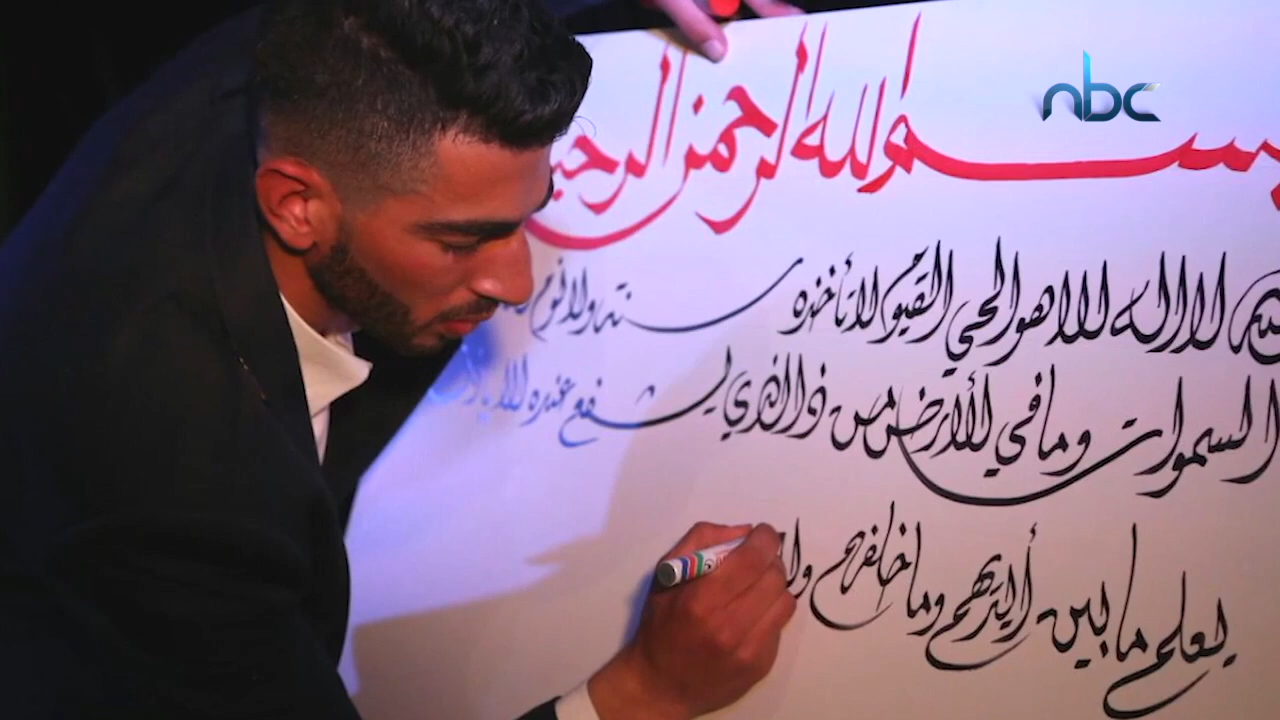 nbc
بسم الله الرحمن الرحيم
الله لا اله الا هو الحي القيوم لا تأخذه سنة ولا نوم
السموات وما في الأرض من ذا الذي يشفع عنده الا
يعلم ما بين أيديهم وما خلفهم